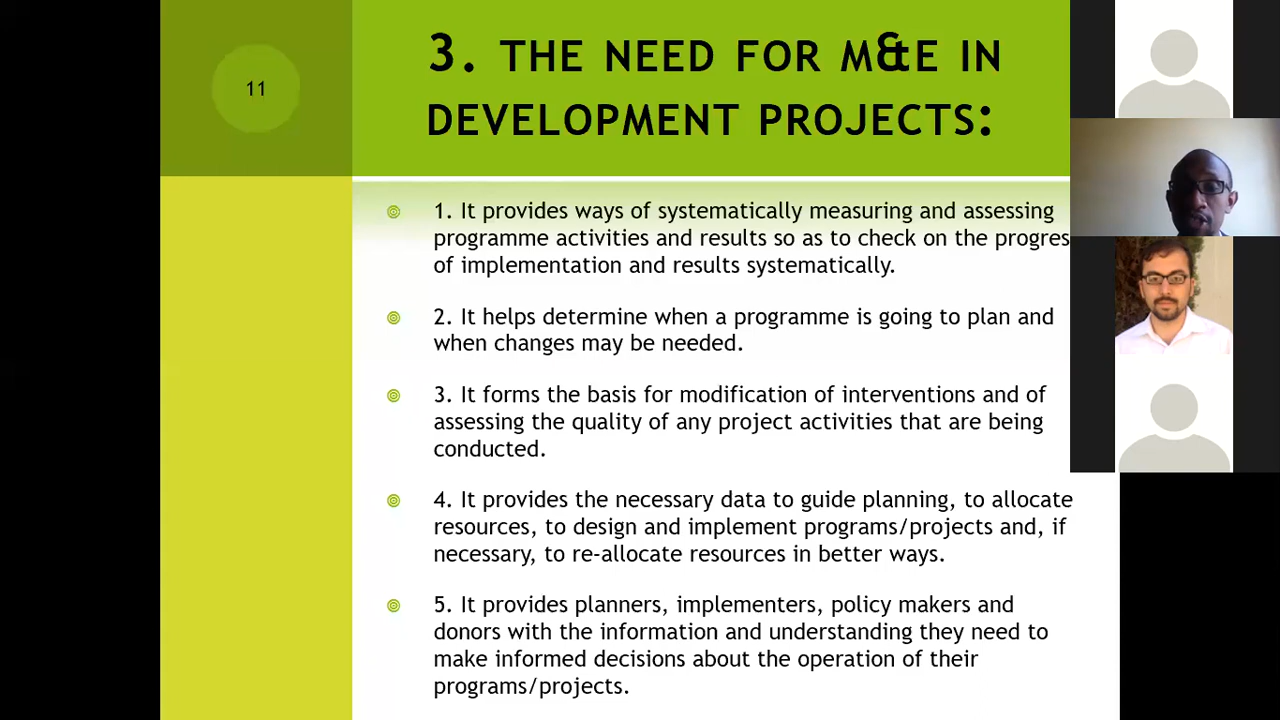 11
3. THE NEED FOR M&E IN
DEVELOPMENT PROJECTS:
1. It provides ways of systematically measuring and assessing
programme activities and results so as to check on the progres
of implementation and results systematically.
2. It helps determine when a programme is going to plan and
when changes may be needed.
3. It forms the basis for modification of interventions and of
assessing the quality of any project activities that are being
conducted.
4. It provides the necessary data to guide planning, to allocate
resources, to design and implement programs/projects and, if
necessary, to re-allocate resources in better ways.
5. It provides planners, implementers, policy makers and
donors with the information and understanding they need to
make informed decisions about the operation of their
programs/projects.